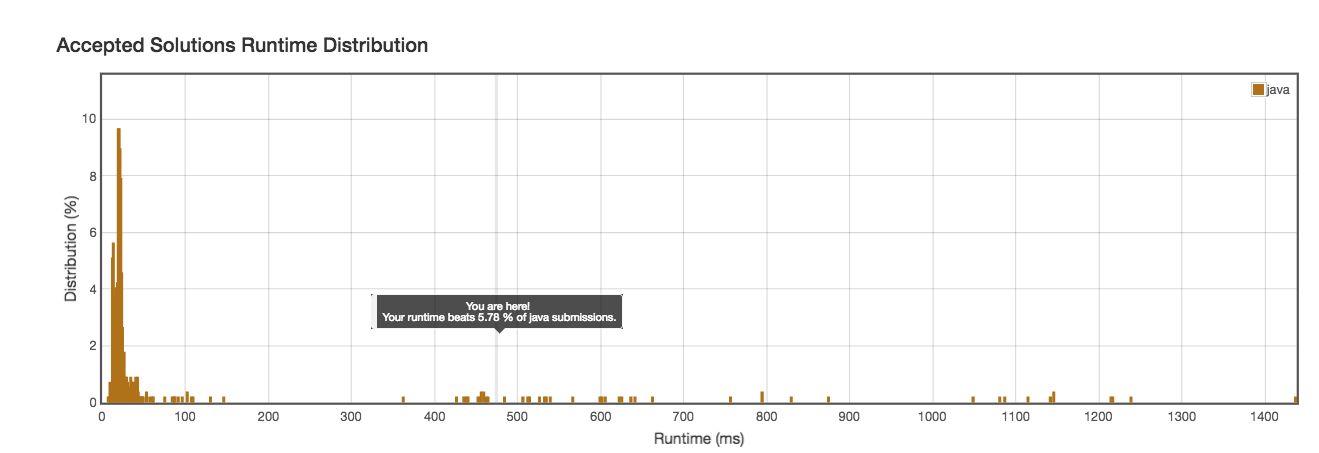 Accepted Solutions Runtime Distribution
java
10
8
6
4
2
0
Distribution (%)
You are here!
Your runtime beats 5.78 % of java submissions.
0 100 200 300 400 500 600 700 800 900 1000 1100 1200 1300 1400
Runtime (ms)